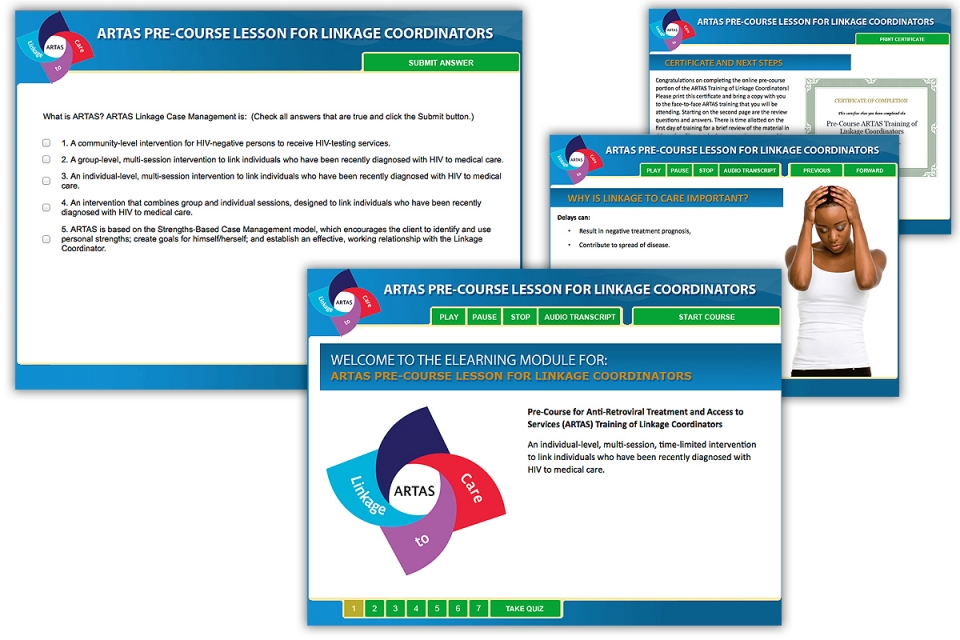 Linkage
ARTAS
Care
to
ARTAS PRE-COURSE LESSON FOR LINKAGE COORDINATORS
SUBMIT ANSWER
What is ARTAS? ARTAS Linkage Case Management is: (Check all answers that are true and click the Submit button.)
1. A community-level intervention for HIV-negative persons to receive HIV-testing services.
2. A group-level, multi-session intervention to link individuals who have been recently diagnosed with HIV to medical care.
3. An individual-level, multi-session intervention to link individuals who have been recently diagnosed with HIV to medical
care.
4. An intervention that combines group and individual sessions, designed to link individuals who have been recently
diagnosed with HIV to medical care.
5. ARTAS is based on the Strengths-Based Case Management model, which encourages the client to identify and use
personal strengths; create goals for himself/herself; and establish an effective, working relationship with the Linkage
Coordinator.
Linkage
ARTAS
Care
to
ARTAS PRE-COURSE LESSON FOR LINKAGE COORDINATORS
PRINT CERTIFICATE
CERTIFICATE AND NEXT STEPS
Congratulations on completing the online pre-course
portion of the ARTAS Training of Linkage Coordinators!
Please print this certificate and bring a copy with you
to the face-to-face ARTAS training that you will be
attending. Starting on the second page are the review
questions and answers. There is time allotted on the
first day of training for a brief review of the material in
CERTIFICATE OF COMPLETION
This certifies that you have completed the
Pre-Course ARTAS Training of
Linkage Coordinators
Linkage
ARTAS
Care
to
ARTAS PRE-COURSE LESSON FOR LINKAGE COORDINATORS
PLAY PAUSE STOP AUDIO TRANSCRIPT PREVIOUS FORWARD
WHY IS LINKAGE TO CARE IMPORTANT?
Delays can:
• Result in negative treatment prognosis,
• Contribute to spread of disease.
Linkage
ARTAS
Care
to
ARTAS PRE-COURSE LESSON FOR LINKAGE COORDINATORS
PLAY PAUSE STOP AUDIO TRANSCRIPT START COURSE
WELCOME TO THE ELEARNING MODULE FOR:
ARTAS PRE-COURSE LESSON FOR LINKAGE COORDINATORS
Linkage
ARTAS
Care
to
Pre-Course for Anti-Retroviral Treatment and Access to
Services (ARTAS) Training of Linkage Coordinators
An individual-level, multi-session, time-limited intervention
to link individuals who have been recently diagnosed with
HIV to medical care.
1 2 3 4 5 6 7 TAKE QUIZ